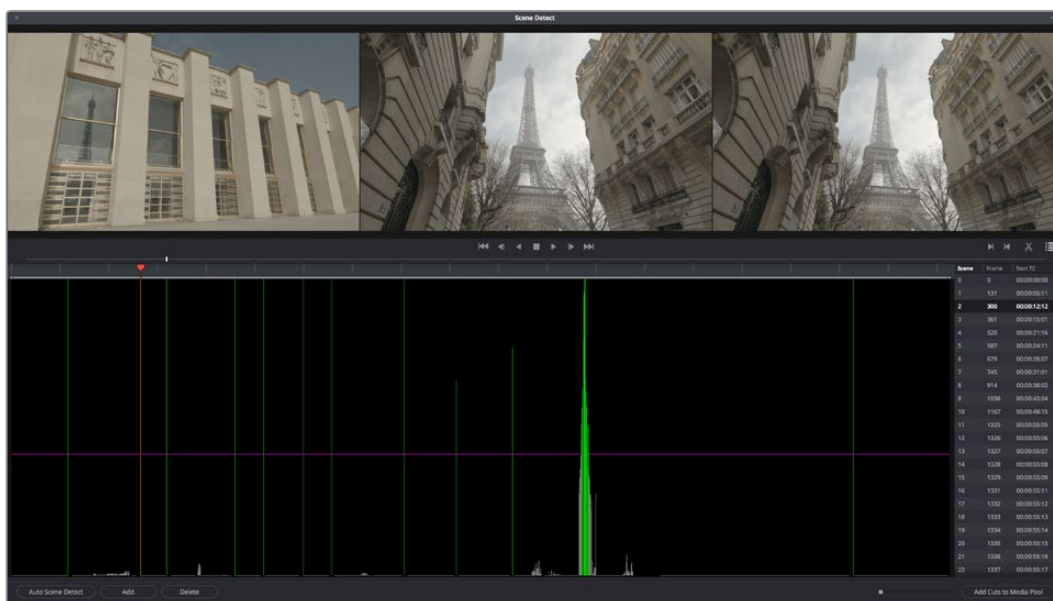 Scene Detect
Scene Frame Start TC
0 0 00:00:00:00
1 131 00:00:05:11
2 300 00:00:12:12
3 361 00:00:15:01
4 520 00:00:21:16
5 587 00:00:24:11
6 679 00:00:28:07
7 745 00:00:31:01
8 914 00:00:38:02
9 1036 00:00:43:04
10 1167 00:00:48:15
11 1325 00:00:55:05
12 1326 00:00:55:06
13 1327 00:00:55:07
14 1328 00:00:55:08
15 1329 00:00:55:09
16 1331 00:00:55:11
17 1332 00:00:55:12
18 1333 00:00:55:13
19 1334 00:00:55:14
20 1335 00:00:55:15
21 1336 00:00:55:16
22 1337 00:00:55:17
Auto Scene Detect Add Delete Add Cuts to Media Pool